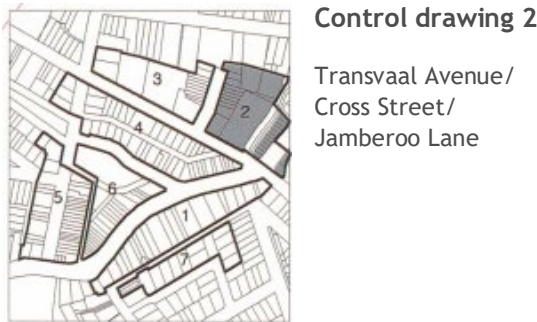 Control drawing 2
Transvaal Avenue/
Cross Street/
Jamberoo Lane
3
2
4
6
5
1
7